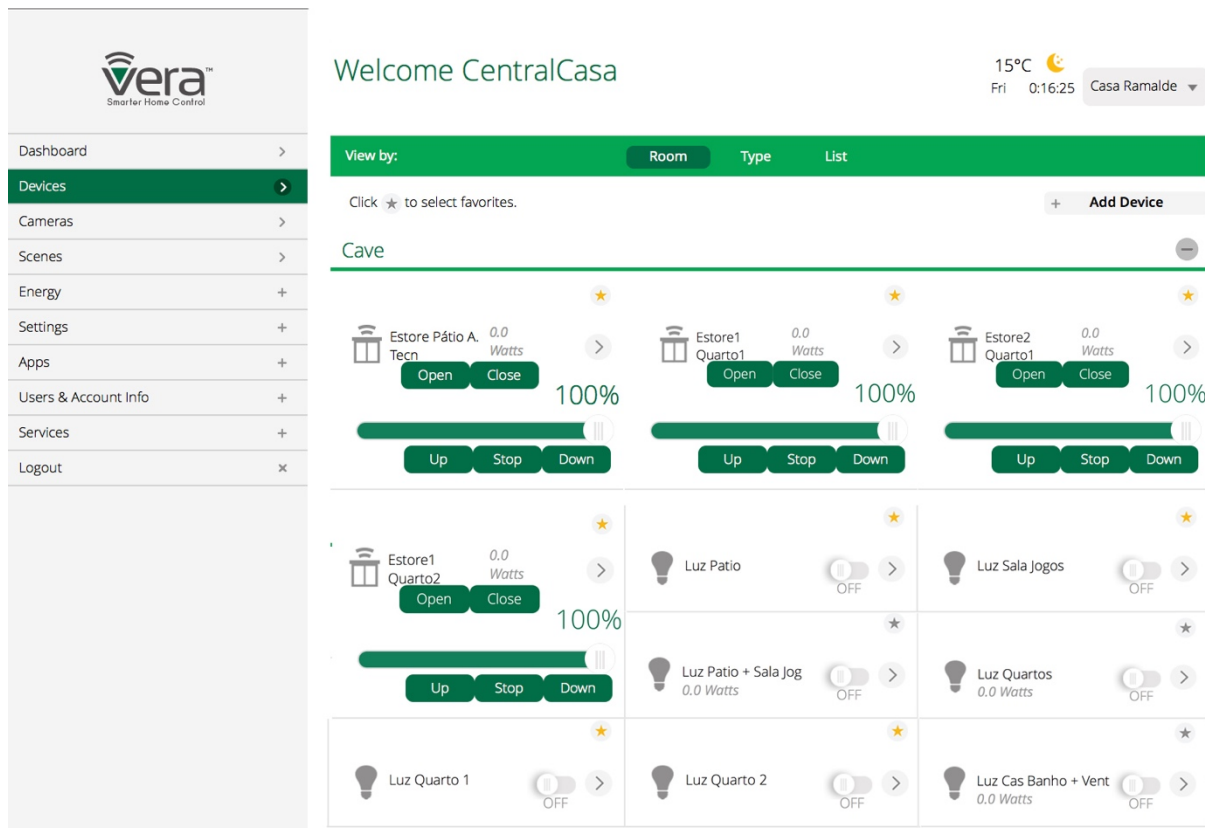 vera™
Smarter Home Control
Dashboard
Devices
Cameras
Scenes
Energy
Settings
Apps
Users & Account Info
Services
Logout
Welcome CentralCasa
15°C
Fri 0:16:25
Casa Ramalde
View by:
Room Type List
Click ★ to select favorites.
+ Add Device
Cave
Estore Pátio A.
Tecn
0.0
Watts
Open Close
100%
Up Stop Down
Estore1
Quarto1
0.0
Watts
Open Close
100%
Up Stop Down
Estore2
Quarto1
0.0
Watts
Open Close
100%
Up Stop Down
Estore1
Quarto2
0.0
Watts
Open Close
100%
Up Stop Down
Luz Patio
OFF
Luz Sala Jogos
OFF
Luz Patio + Sala Jog
0.0 Watts
OFF
Luz Quartos
0.0 Watts
OFF
Luz Quarto 1
OFF
Luz Quarto 2
OFF
Luz Cas Banho + Vent
0.0 Watts
OFF